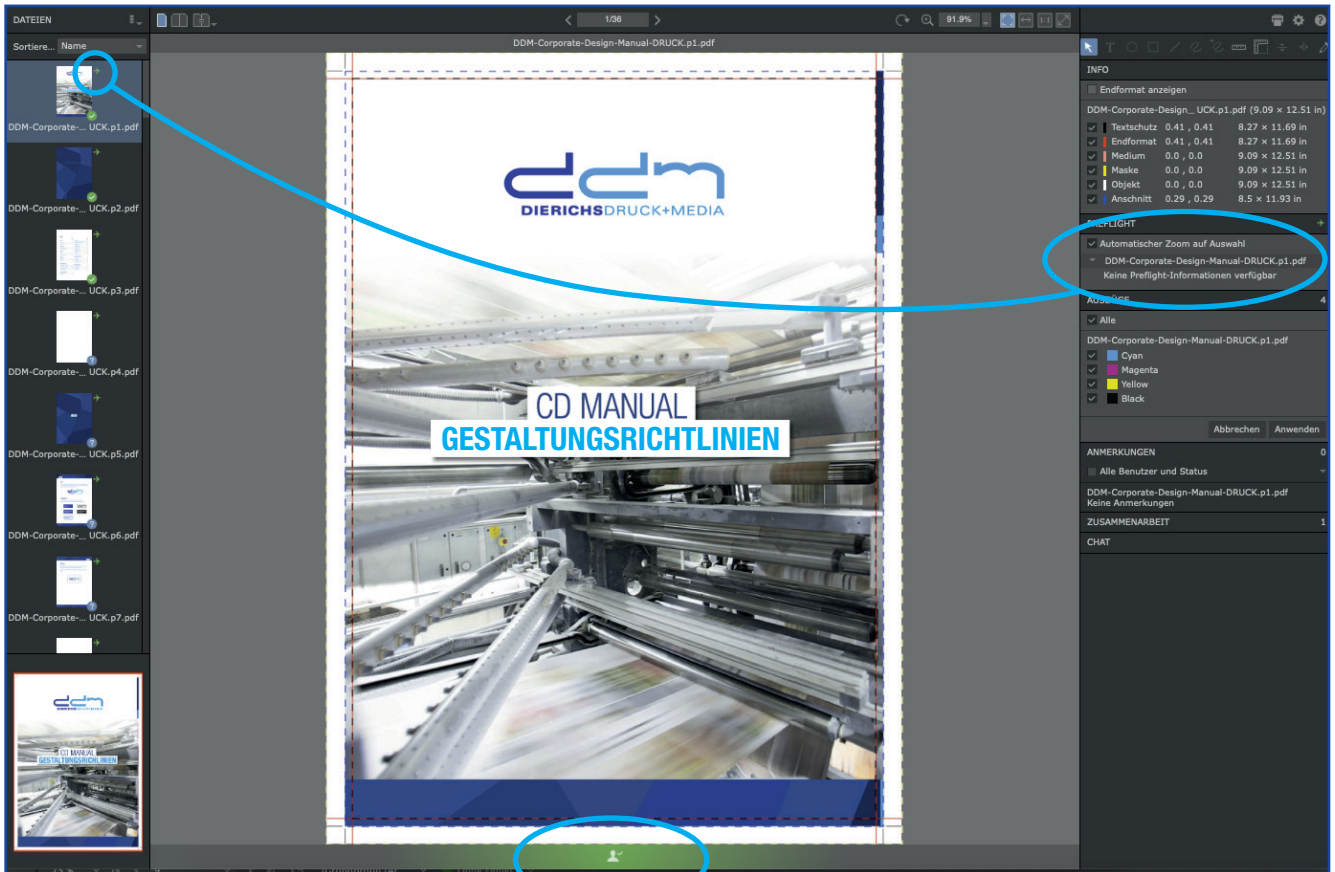 DATEIEN
1/36
91.9%
1:1
Sortiere... Name
DDM-Corporate-Design-Manual-DRUCK.p1.pdf
DDM-Corporate-... UCK.p1.pdf
DDM-Corporate-... UCK.p2.pdf
DDM-Corporate-... UCK.p3.pdf
DDM-Corporate-... UCK.p4.pdf
DDM-Corporate-... UCK.p5.pdf
DDM-Corporate-... UCK.p6.pdf
DDM-Corporate-... UCK.p7.pdf
ddm
DIERICHSDRUCK+MEDIA
CD MANUAL
GESTALTUNGSRICHTLINIEN
ddm
DIERICHSDRUCK+MEDIA
CD MANUAL
GESTALTUNGSRICHLINIEN
INFO
Endformat anzeigen
DDM-Corporate-Design_ UCK.p1.pdf (9.09 × 12.51 in)
Textschutz 0.41 , 0.41 8.27 × 11.69 in
Endformat 0.41 , 0.41 8.27 × 11.69 in
Medium 0.0 , 0.0 9.09 × 12.51 in
Maske 0.0 , 0.0 9.09 × 12.51 in
Objekt 0.0 , 0.0 9.09 × 12.51 in
Anschnitt 0.29 , 0.29 8.5 × 11.93 in
PREFLIGHT
Automatischer Zoom auf Auswahl
DDM-Corporate-Design-Manual-DRUCK.p1.pdf
Keine Preflight-Informationen verfügbar
AUSZÜGE 4
Alle
DDM-Corporate-Design-Manual-DRUCK.p1.pdf
Cyan
Magenta
Yellow
Black
Abbrechen Anwenden
ANMERKUNGEN 0
Alle Benutzer und Status
DDM-Corporate-Design-Manual-DRUCK.p1.pdf
Keine Anmerkungen
ZUSAMMENARBEIT 1
CHAT